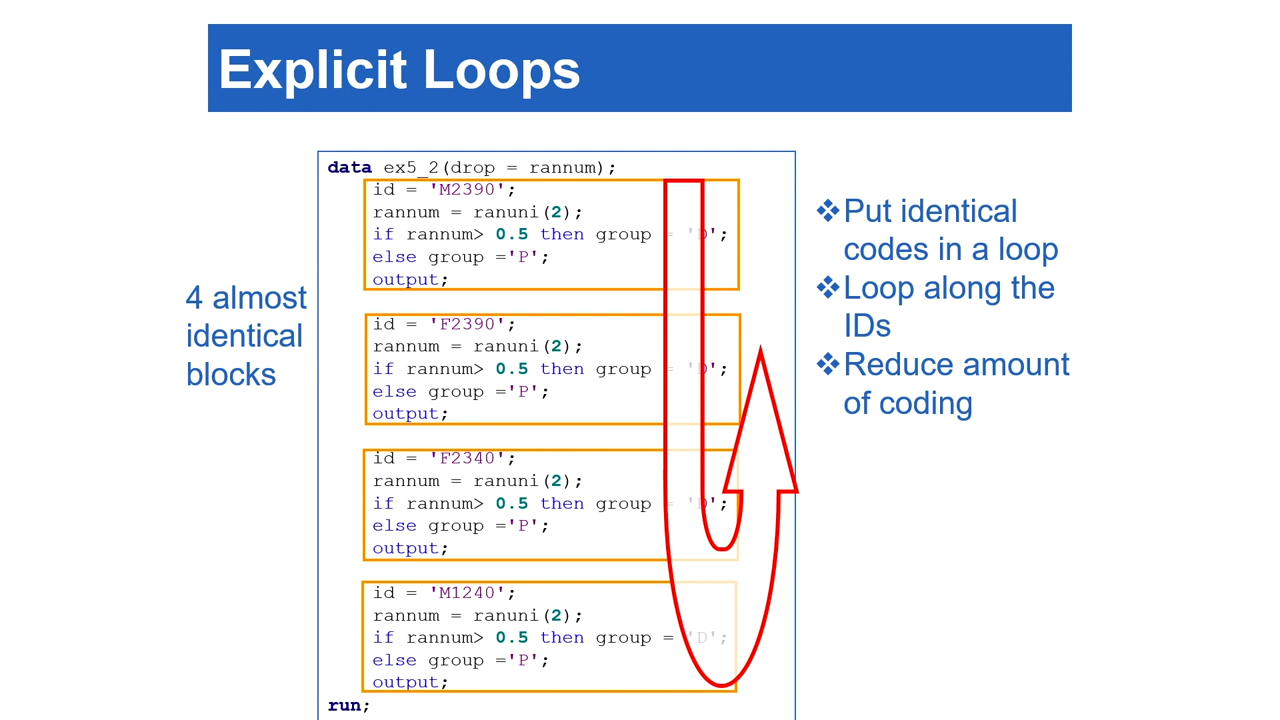 Explicit Loops
4 almost
identical
blocks
data ex5_2(drop = rannum);
id = 'M2390';
rannum = ranuni(2);
if rannum> 0.5 then group = 'D';
else group ='P';
output;
id = 'F2390';
rannum = ranuni(2);
if rannum> 0.5 then group = 'D';
else group ='P';
output;
id = 'F2340';
rannum = ranuni(2);
if rannum> 0.5 then group = 'D';
else group ='P';
output;
id = 'M1240';
rannum = ranuni(2);
if rannum> 0.5 then group = 'D';
else group ='P';
output;
run;
❖Put identical
codes in a loop
❖Loop along the
IDs
❖Reduce amount
of coding